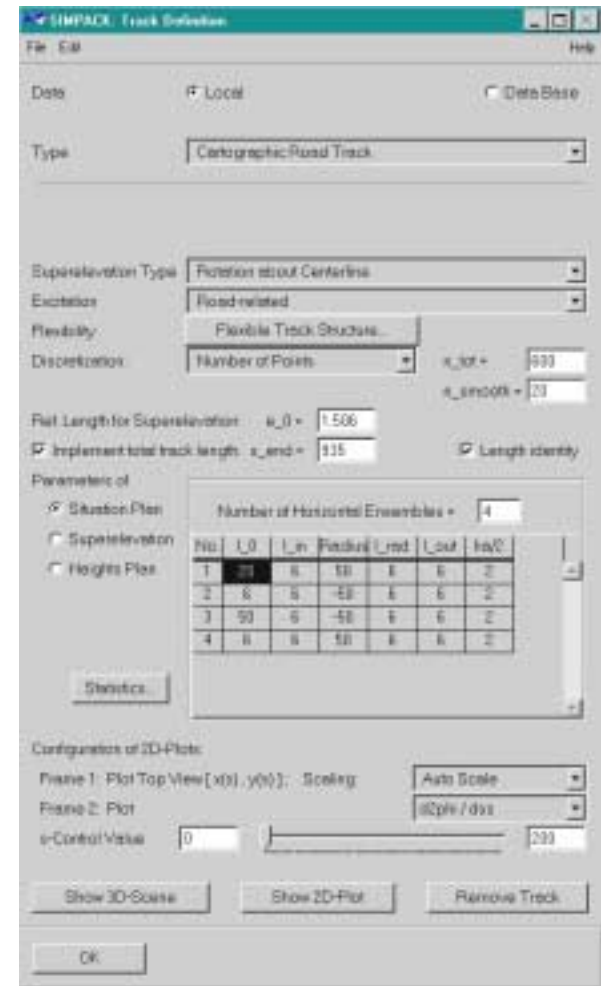 SIMPACK: Track Definition
File Edit Help
Data Local Data Base
Type Cartographic Road Track
Superelevation Type Rotation about Centerline
Excitation Road-related
Flexibility Flexible Track Structure...
Discretization Number of Points n_tot =
n_smooth = 20
Ref. Length for Superelevation e_0 = 1.506
Implement total track length s_end = 935 Length identity
Parameters of
Situation Plan Number of Horizontal Ensembles = 4
Superelevation
Heights Plan
No. L_0 L_in Radius L_rad L_out
1 6 50 6 6 2
2 6 6 -50 6 6 2
3 50 6 -50 6 6 2
4 6 6 50 6 6 2
Statistics...
Configuration of 2D-Plots:
Frame 1: Plot Top View [ x(s) , y(s) ]; Scaling: Auto Scale
Frame 2: Plot
s-Control Value 0 200
Show 3D-Scene Show 2D-Plot Remove Track
OK